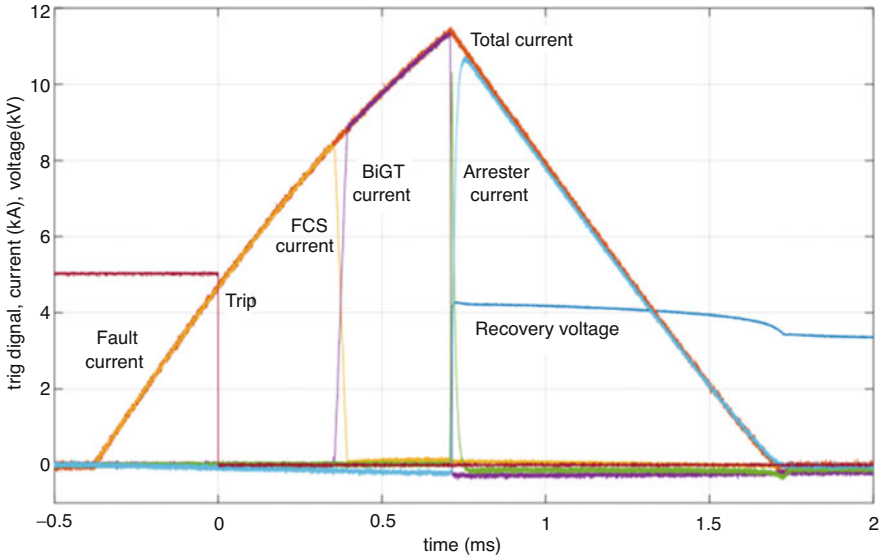 trig dignal, current (kA), voltage(kV)
12
10
8
6
4
2
0
Total current
BiGT
current
Arrester
current
FCS
current
Trip
Fault
current
Recovery voltage
−0.5
0
0.5
1
1.5
2
time (ms)